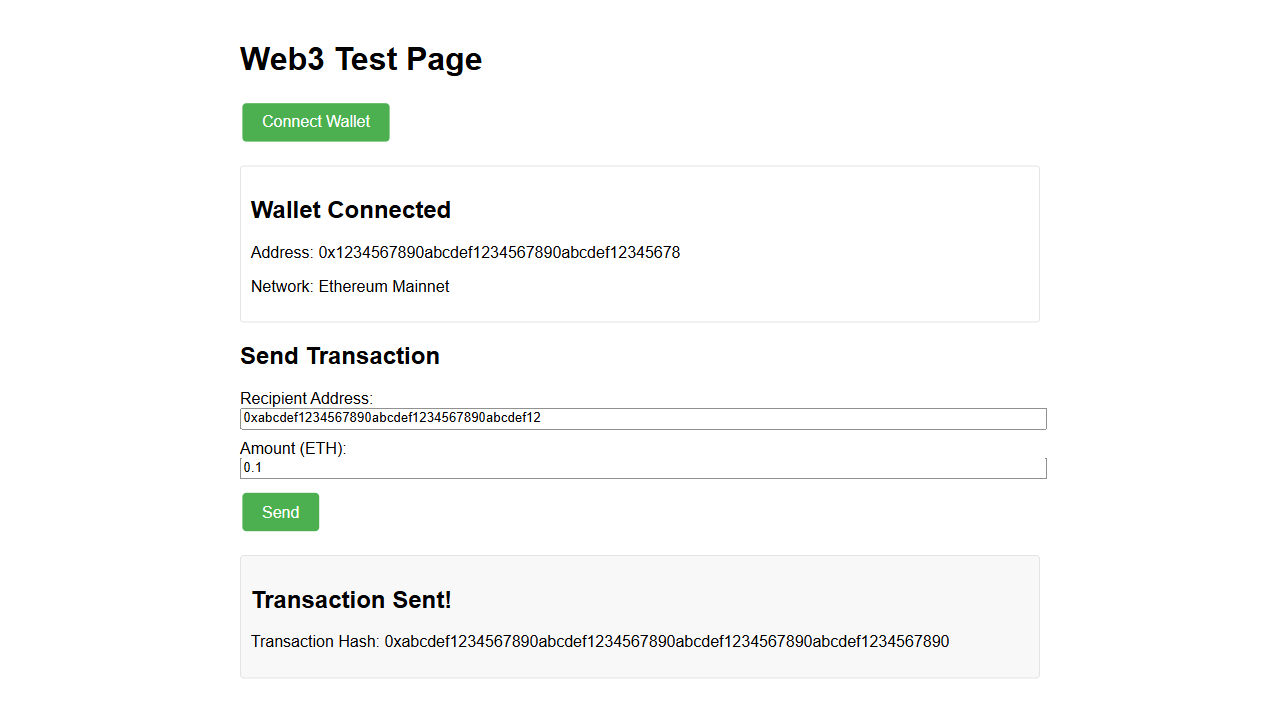 Web3 Test Page
Connect Wallet
Wallet Connected
Address: 0x1234567890abcdef1234567890abcdef12345678
Network: Ethereum Mainnet
Send Transaction
Recipient Address:
0xabcdef1234567890abcdef1234567890abcdef12
Amount (ETH):
0.1
Send
Transaction Sent!
Transaction Hash: 0xabcdef1234567890abcdef1234567890abcdef1234567890abcdef1234567890